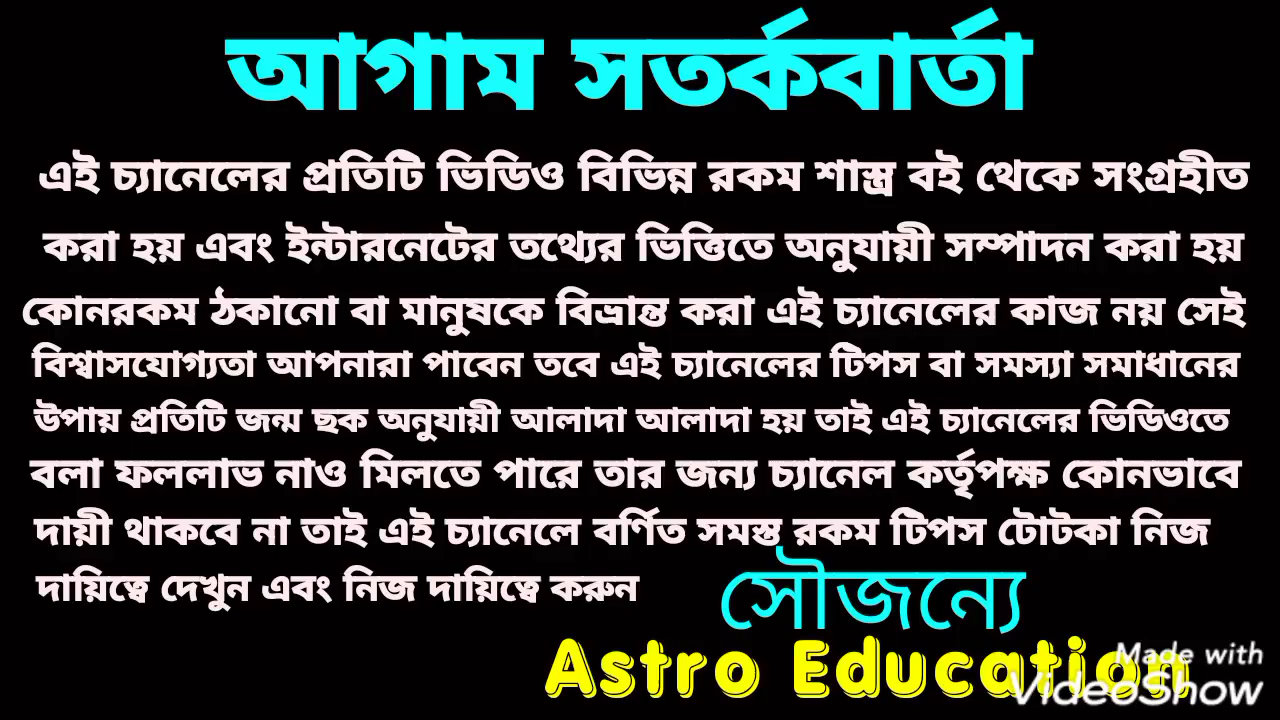 আগাম সতর্কবার্তা
এই চ্যানেলের প্রতিটি ভিডিও বিভিন্ন রকম শাস্ত্র বই থেকে সংগ্রহীত
করা হয় এবং ইন্টারনেটের তথ্যের ভিত্তিতে অনুযায়ী সম্পাদন করা হয়
কোনরকম ঠকানো বা মানুষকে বিভ্রান্ত করা এই চ্যানেলের কাজ নয় সেই
বিশ্বাসযোগ্যতা আপনারা পাবেন তবে এই চ্যানেলের টিপস বা সমস্যা সমাধানের
উপায় প্রতিটি জন্ম ছক অনুযায়ী আলাদা আলাদা হয় তাই এই চ্যানেলের ভিডিওতে
বলা ফললাভ নাও মিলতে পারে তার জন্য চ্যানেল কর্তৃপক্ষ কোনভাবে
দায়ী থাকবে না তাই এই চ্যানেলে বর্ণিত সমস্ত রকম টিপস টোটকা নিজ
দায়িত্বে দেখুন এবং নিজ দায়িত্বে করুন
সৌজন্যে
Astro Education
Made with
VideoShow